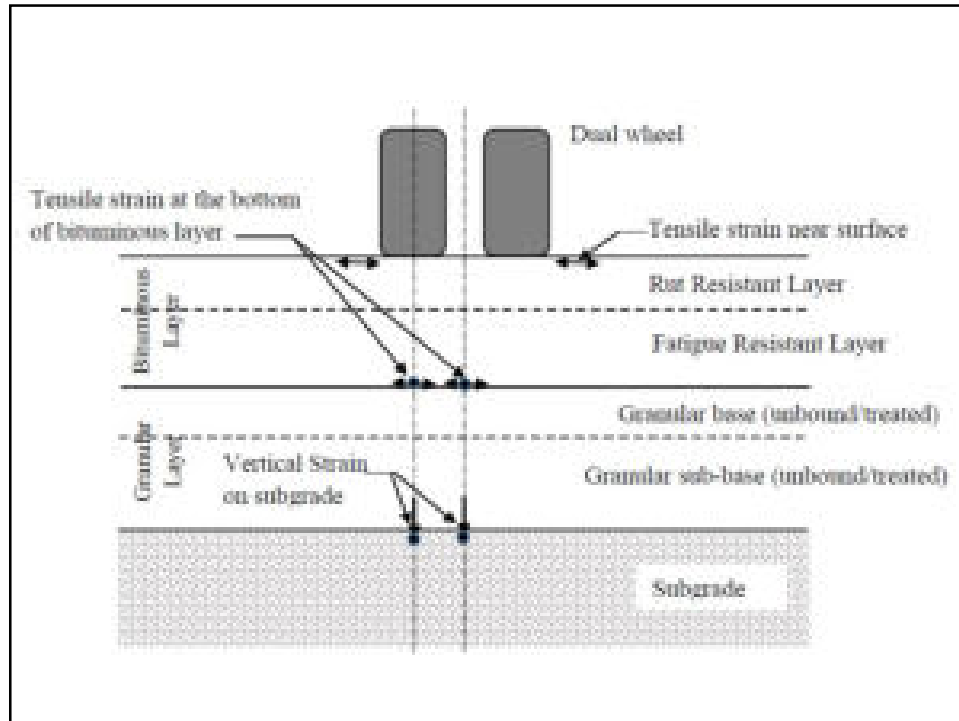 Dual wheel
Tensile strain at the bottom
of bituminous layer
Tensile strain near surface
Bituminous
Layer
Rut Resistant Layer
Fatigue Resistant Layer
Granular
Layer
Granular base (unbound/treated)
Vertical Strain
on subgrade
Granular sub-base (unbound/treated)
Subgrade